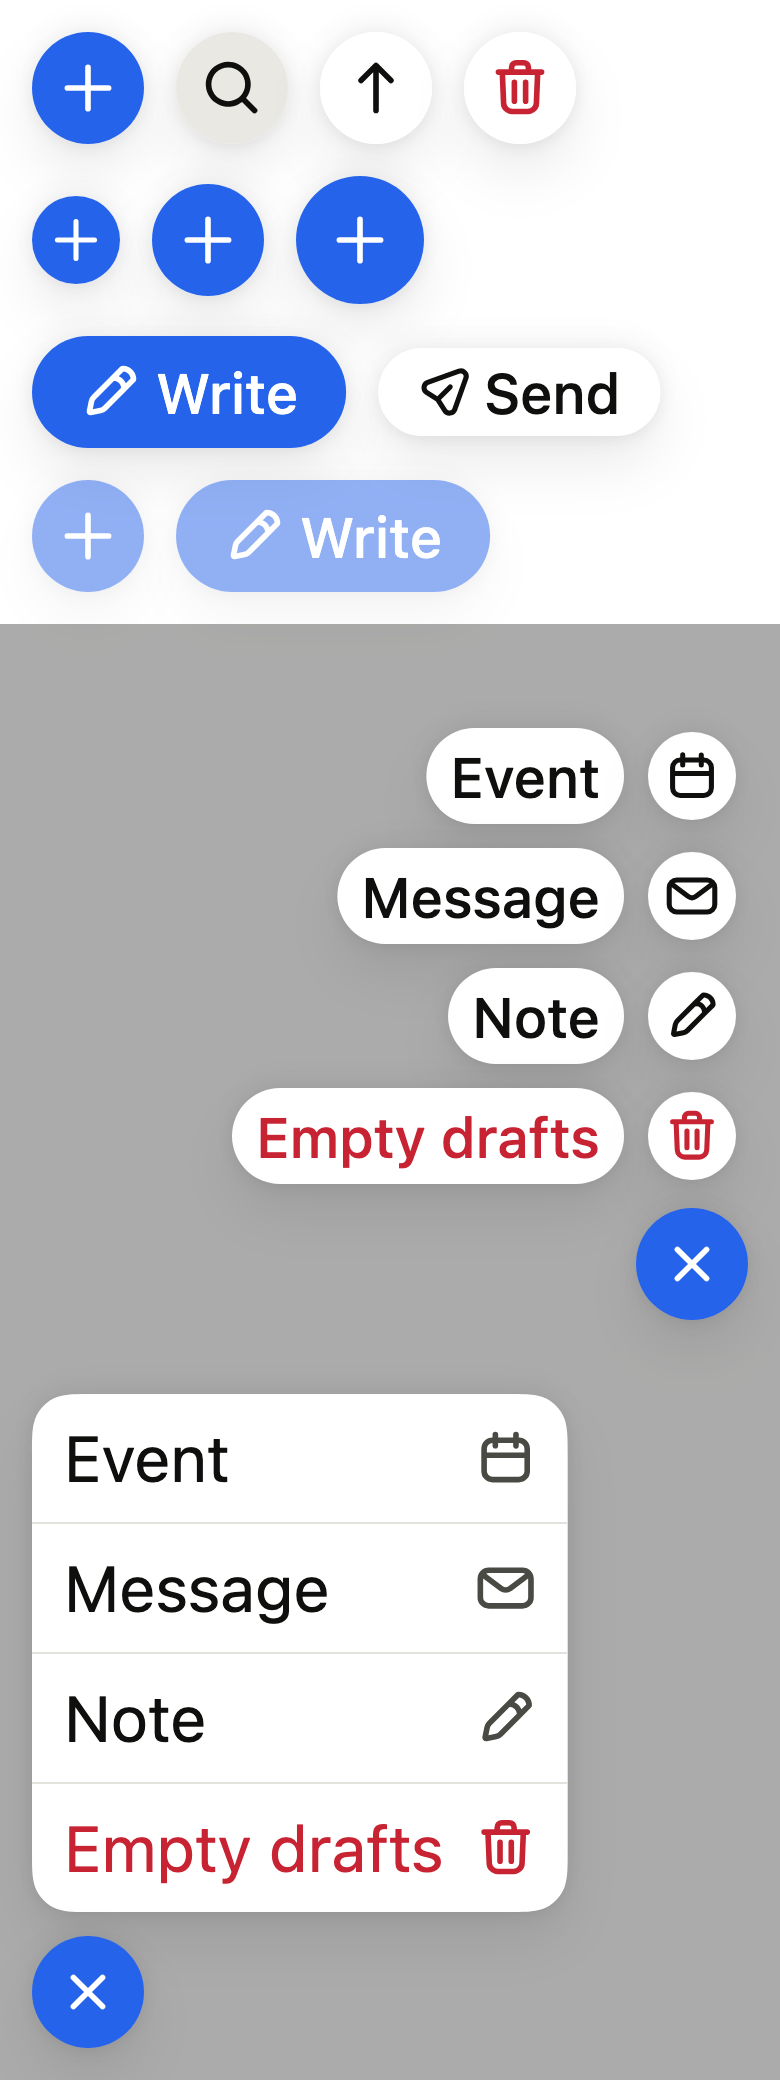 Write
Send
Write
Event
Message
Note
Empty drafts
Event
Message
Note
Empty drafts